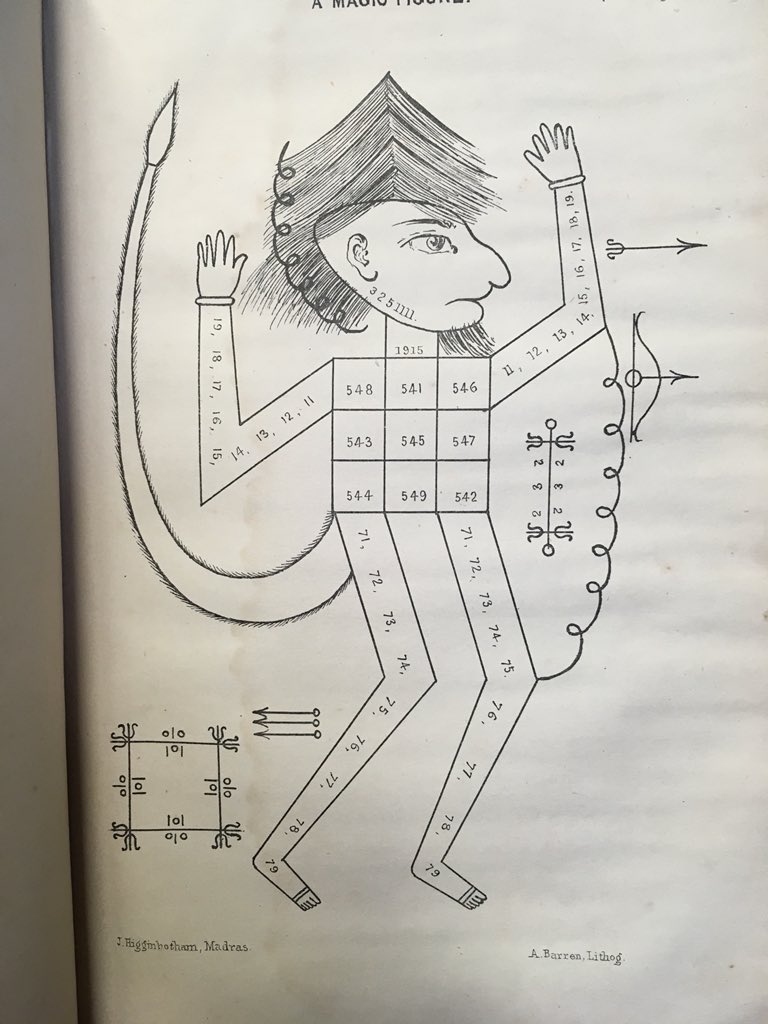 A MAGIC FIGURE.
3 2 5 1111.
1915
548 541 546
543 545 547
544 549 542
19, 18, 17, 16, 15,
14, 13, 12, 11
11, 12, 13, 14.
15, 16, 17, 18, 19.
2 3 2
2 3 2
71, 72, 73, 74,
75, 76, 77, 78,
79
71, 72, 73, 74, 75.
76, 77, 78,
79
J. Higginbotham, Madras.
A. Barren, Lithog.